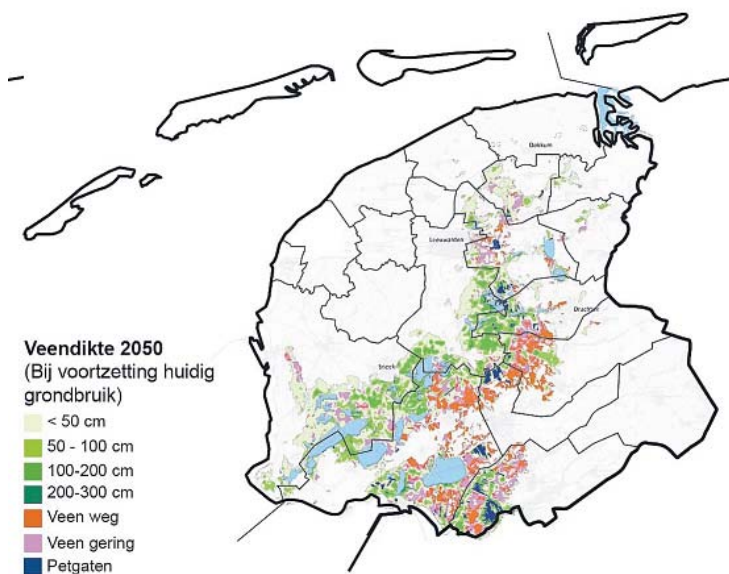 Dokkum
Leeuwarden
Drachten
Sneek
Veendikte 2050
(Bij voortzetting huidig
grondbruik)
< 50 cm
50 - 100 cm
100-200 cm
200-300 cm
Veen weg
Veen gering
Petgaten